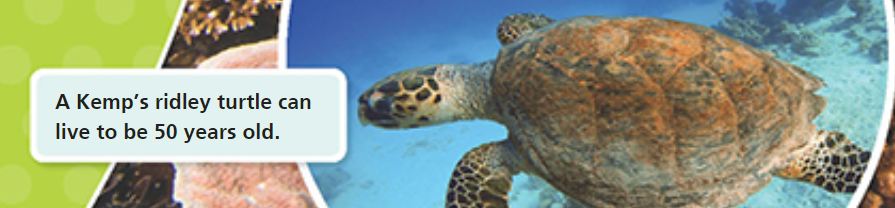 A Kemp's ridley turtle can
live to be 50 years old.